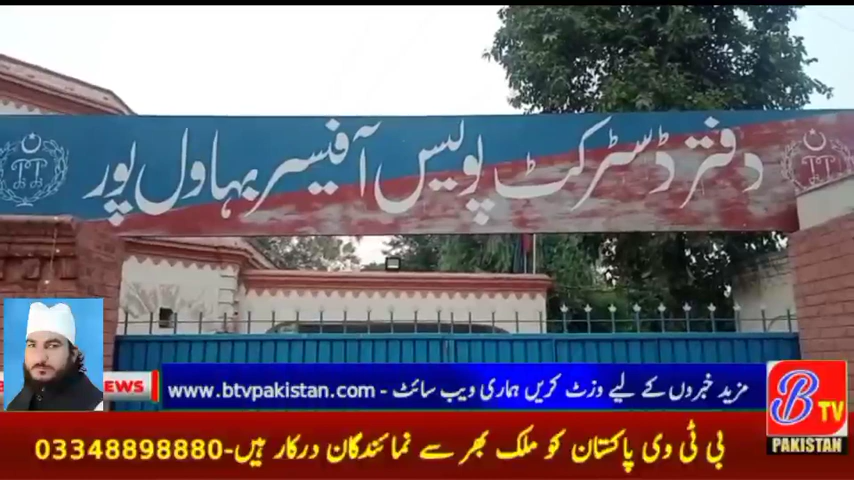 دفتر ڈسٹرکٹ پولیس آفیسر بہاول پور
EWS
مزید خبروں کے لیے وزٹ کریں ہماری ویب سائٹ - www.btvpakistan.com
B TV
PAKISTAN
بی ٹی وی پاکستان کو ملک بھر سے نمائندگان درکار ہیں-03348898880